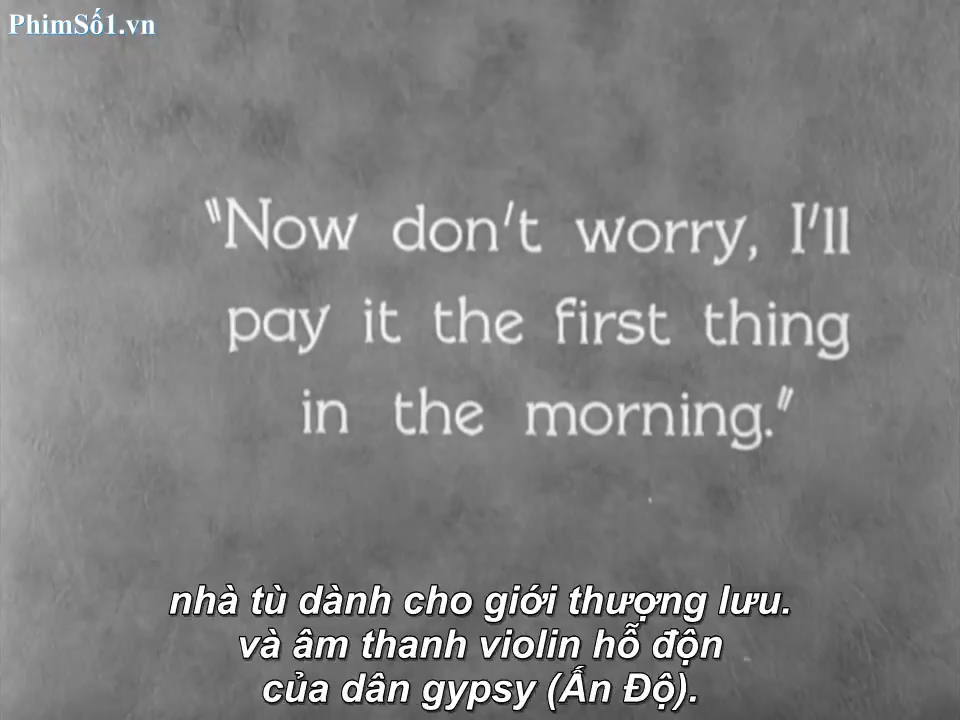 PhimSố1.vn
"Now don't worry, I'll
pay it the first thing
in the morning."
nhà tù dành cho giới thượng lưu.
và âm thanh violin hỗ độn
của dân gypsy (Ấn Độ).